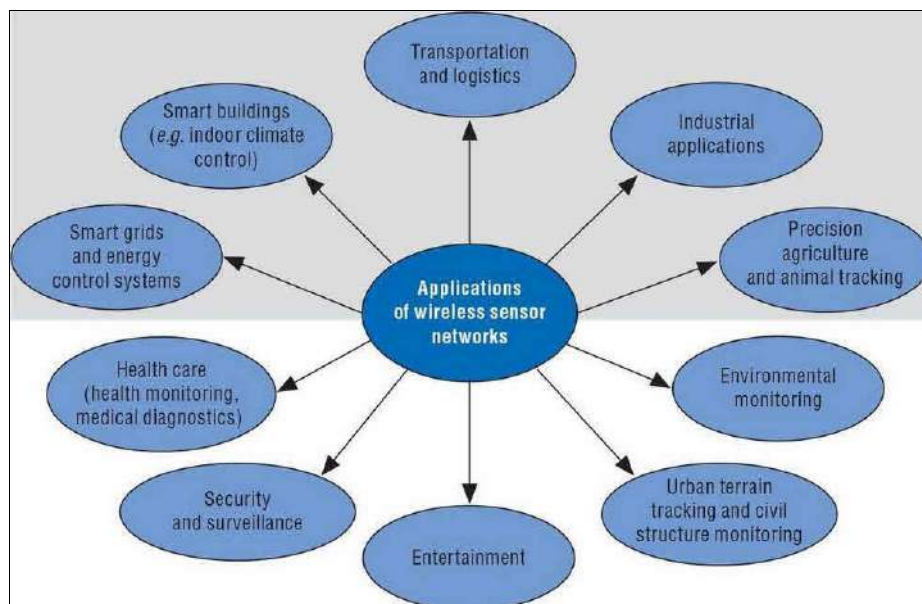 Transportation
and logistics
Smart buildings
(e.g. indoor climate
control)
Industrial
applications
Smart grids
and energy
control systems
Precision
agriculture
and animal tracking
Applications
of wireless sensor
networks
Health care
(health monitoring,
medical diagnostics)
Environmental
monitoring
Security
and surveillance
Urban terrain
tracking and civil
structure monitoring
Entertainment